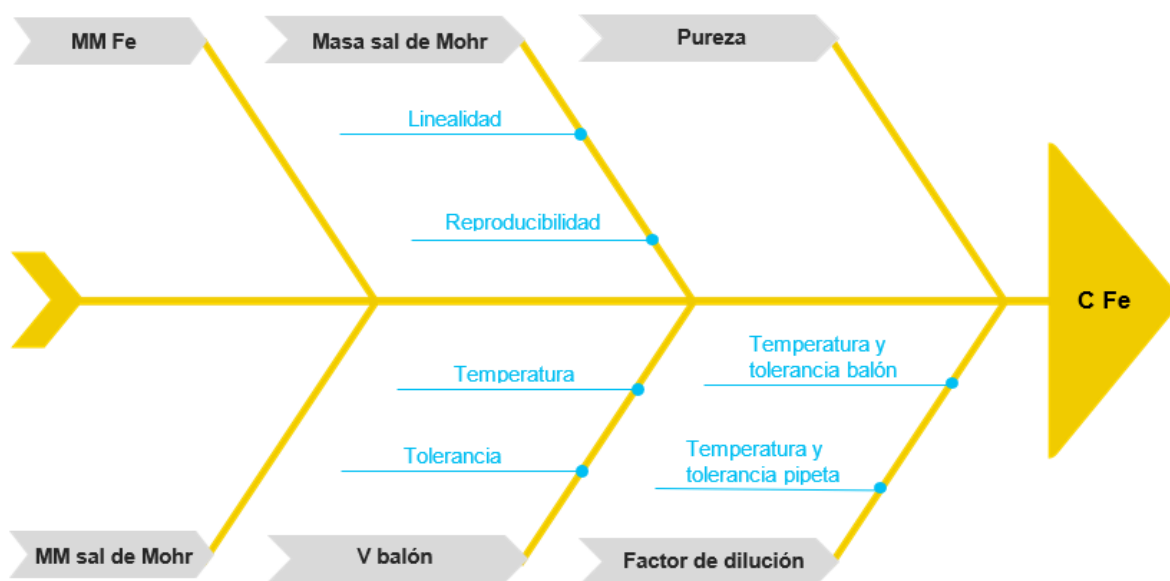 MM Fe
Masa sal de Mohr
Pureza
Linealidad
Reproducibilidad
C Fe
Temperatura
Tolerancia
Temperatura y
tolerancia balón
Temperatura y
tolerancia pipeta
MM sal de Mohr
V balón
Factor de dilución